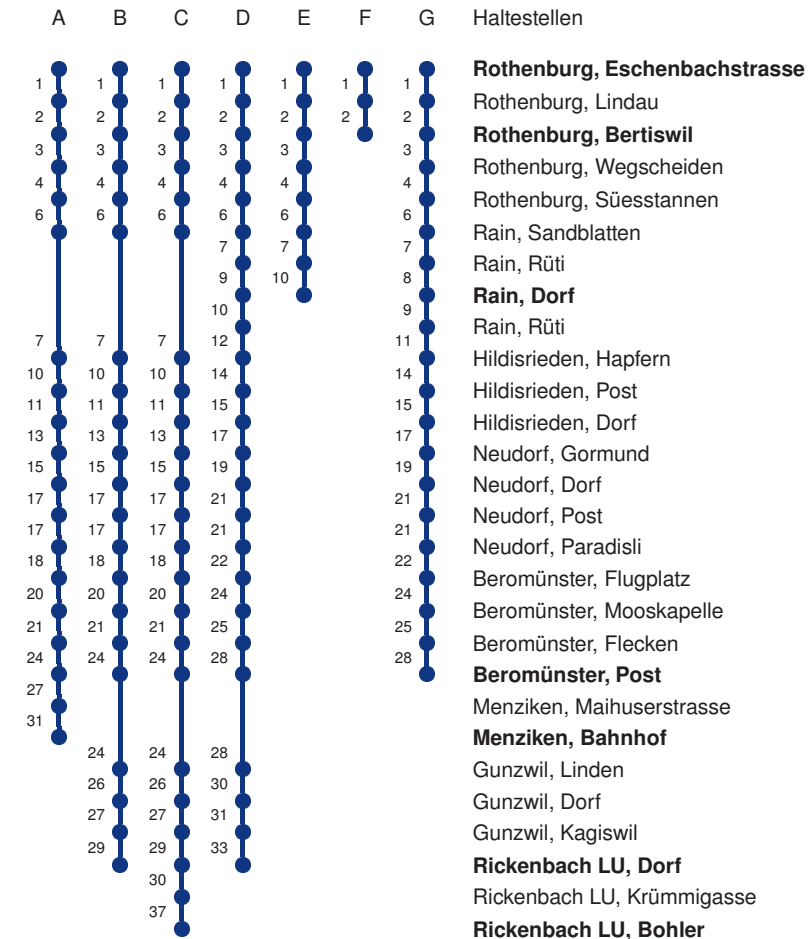 A B C D E F G Haltestellen
Rothenburg, Eschenbachstrasse
1 1 1 1 1 1 1
Rothenburg, Lindau
2 2 2 2 2 2 2
Rothenburg, Bertiswil
3 3 3 3 3 3
Rothenburg, Wegscheiden
4 4 4 4 4 4
Rothenburg, Süesstannen
6 6 6 6 6 6
Rain, Sandblatten
7 7 7
Rain, Rüti
9 10 8
Rain, Dorf
10 9
Rain, Rüti
7 7 7 12 11
Hildisrieden, Hapfern
10 10 10 14 14
Hildisrieden, Post
11 11 11 15 15
Hildisrieden, Dorf
13 13 13 17 17
Neudorf, Gormund
15 15 15 19 19
Neudorf, Dorf
17 17 17 21 21
Neudorf, Post
17 17 17 21 21
Neudorf, Paradisli
18 18 18 22 22
Beromünster, Flugplatz
20 20 20 24 24
Beromünster, Mooskapelle
21 21 21 25 25
Beromünster, Flecken
24 24 24 28 28
Beromünster, Post
27
Menziken, Maihuserstrasse
31
Menziken, Bahnhof
24 24 28
Gunzwil, Linden
26 26 30
Gunzwil, Dorf
27 27 31
Gunzwil, Kagiswil
29 29 33
Rickenbach LU, Dorf
30
Rickenbach LU, Krümmigasse
37
Rickenbach LU, Bohler